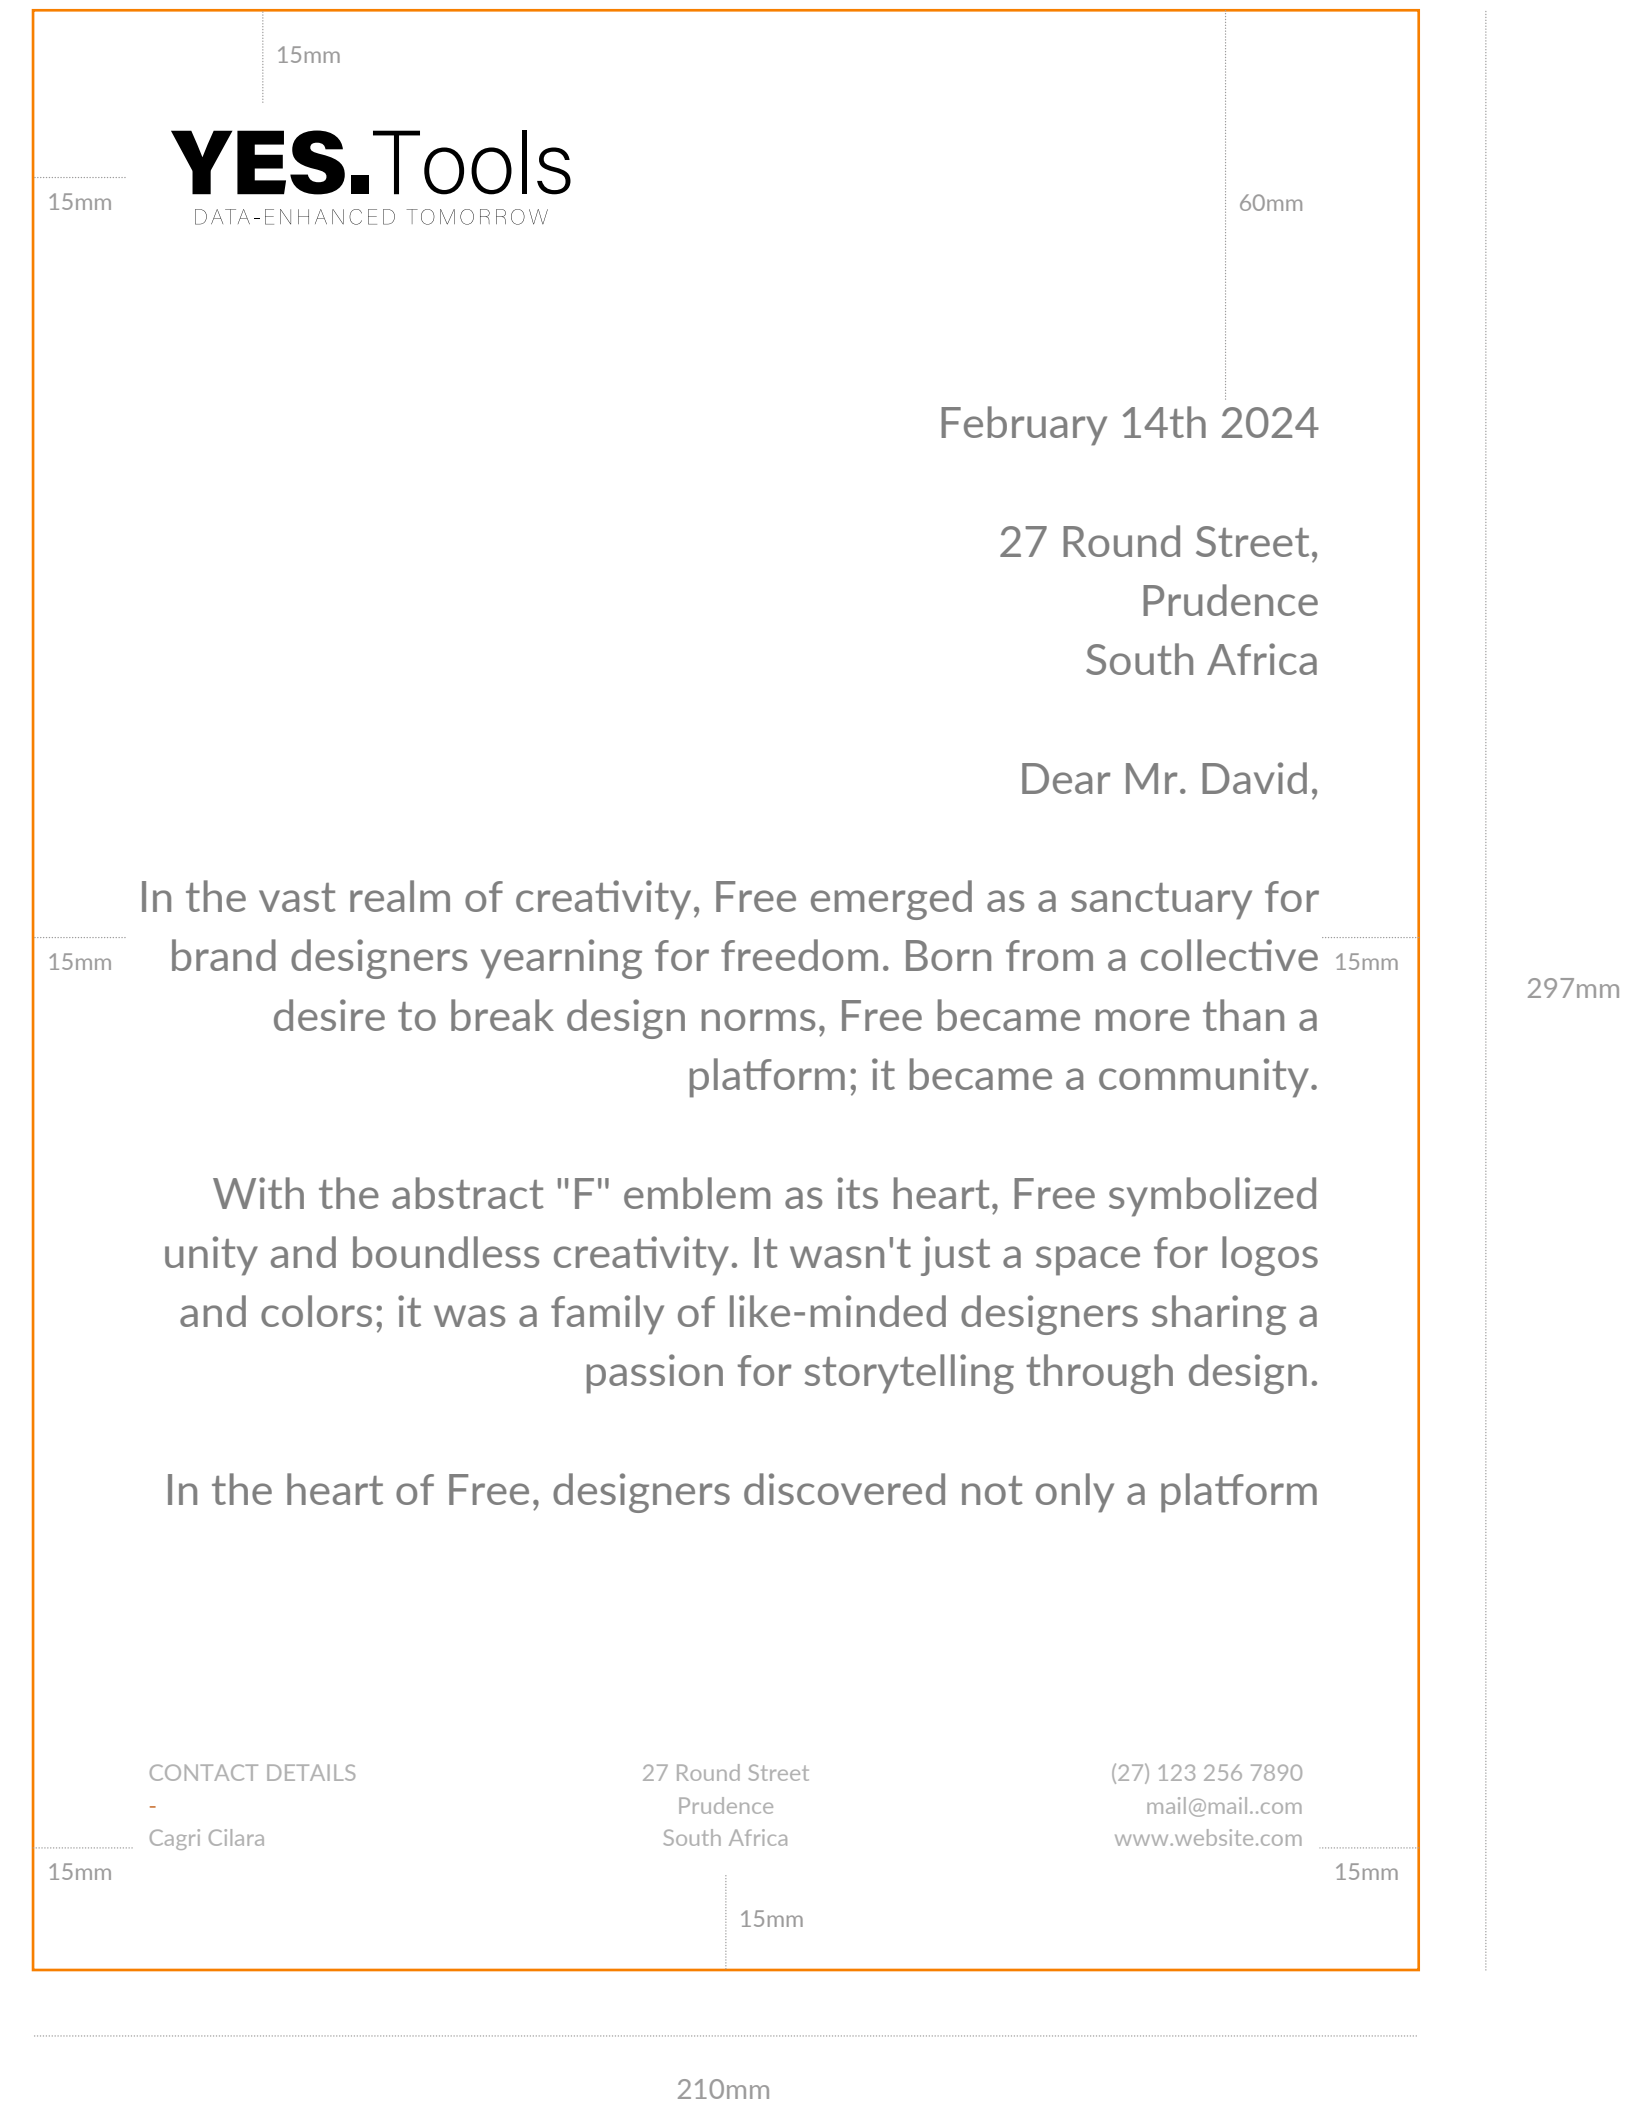 15mm
YES.Tools
DATA-ENHANCED TOMORROW
15mm
60mm
February 14th 2024
27 Round Street,
Prudence
South Africa
Dear Mr. David,
In the vast realm of creativity, Free emerged as a sanctuary for
brand designers yearning for freedom. Born from a collective
15mm
15mm
desire to break design norms, Free became more than a
297mm
platform; it became a community.
With the abstract "F" emblem as its heart, Free symbolized
unity and boundless creativity. It wasn't just a space for logos
and colors; it was a family of like-minded designers sharing a
passion for storytelling through design.
In the heart of Free, designers discovered not only a platform
CONTACT DETAILS
-
Cagri Cilara
27 Round Street
Prudence
South Africa
(27) 123 256 7890
mail@mail..com
www.website.com
15mm
15mm
15mm
210mm